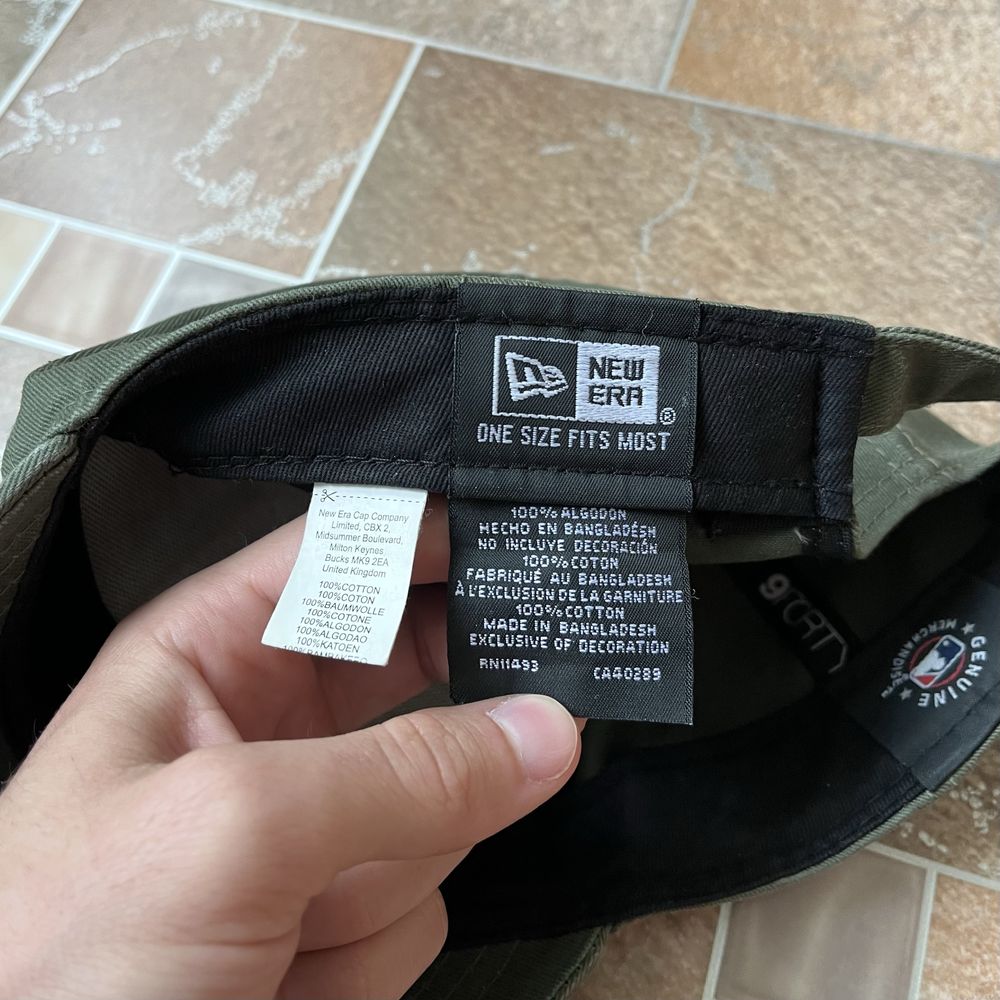 NEW
ERA
®
ONE SIZE FITS MOST
100% ALGODON
HECHO EN BANGLADÉSH
NO INCLUYE DECORACIÓN
100% COTON
FABRIQUÉ AU BANGLADESH
À L'EXCLUSION DE LA GARNITURE
100% COTTON
MADE IN BANGLADESH
EXCLUSIVE OF DECORATION
RN11493 CA40289
New Era Cap Company
Limited, CBX 2,
Midsummer Boulevard,
Milton Keynes
Bucks MK9 2EA
United Kingdom
100%COTTON
100%COTON
100%BAUMWOLLE
100%COTONE
100%ALGODON
100%ALGODAO
100%KATOEN
9FORTY
GENUINE
MERCHANDISE